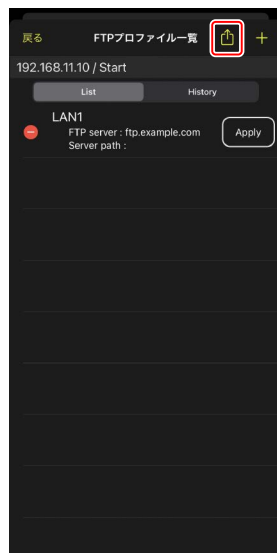 戻る FTPプロファイル一覧 +
192.168.11.10 / Start
List History
LAN1
FTP server : ftp.example.com Apply
Server path :